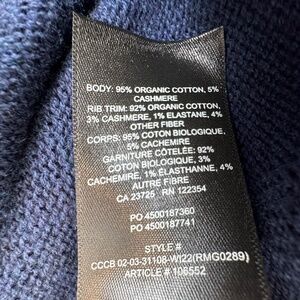 BODY: 95% ORGANIC COTTON, 5%
CASHMERE
RIB TRIM: 92% ORGANIC COTTON,
3% CASHMERE, 1% ELASTANE, 4%
OTHER FIBER
CORPS: 95% COTON BIOLOGIQUE,
5% CACHEMIRE
GARNITURE CÔTELÉE: 92%
COTON BIOLOGIQUE, 3%
CACHEMIRE, 1% ÉLASTHANNE, 4%
AUTRE FIBRE
CA 23725 RN 122354
PO 4500187360
PO 4500187741
STYLE #
CCCB 02-03-31108-WI22(RMG0289)
ARTICLE # 106552